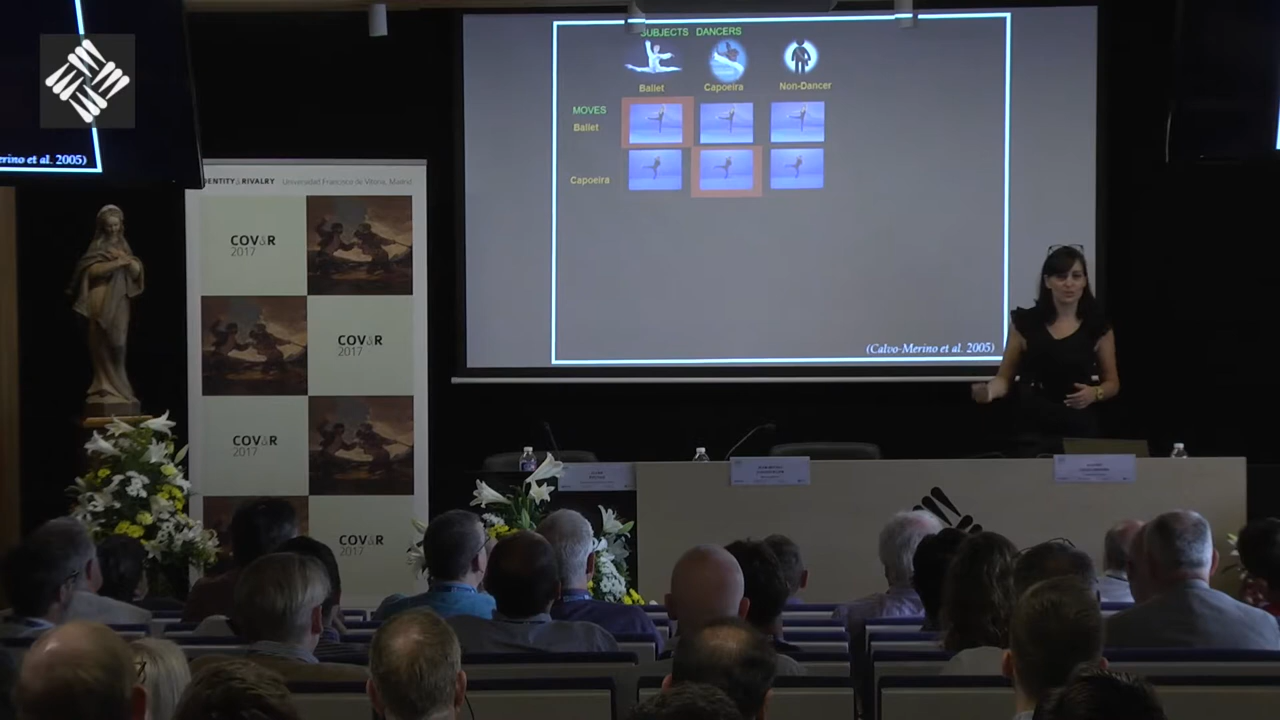 SUBJECTS DANCERS
Ballet Capoeira Non-Dancer
MOVES
Ballet
Capoeira
(Calvo-Merino et al. 2005)
erino et al. 2005)
DENTITY & RIVALRY Universidad Francisco de Vitoria, Madrid
COV&R
2017
COV&R
2017
COV&R
2017
COV&R
2017